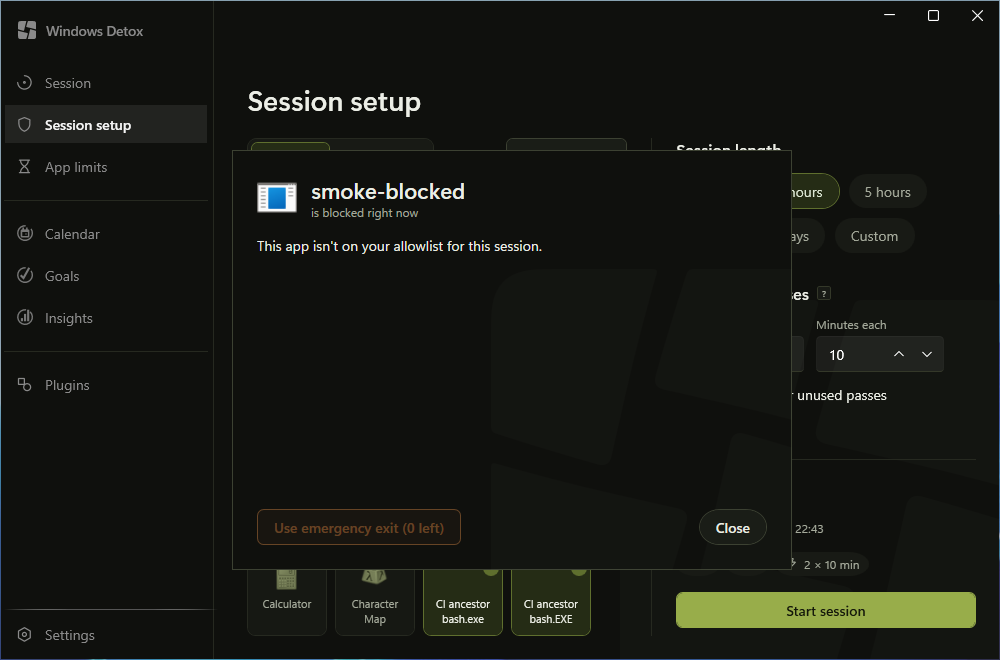 Windows Detox
Session
Session setup
App limits
Calendar
Goals
Insights
Plugins
Settings
Session setup
smoke-blocked
is blocked right now
This app isn't on your allowlist for this session.
Use emergency exit (0 left)
Close
Calculator
Character
Map
CI ancestor
bash.exe
CI ancestor
bash.EXE
Session length
hours
5 hours
ays
Custom
es
?
Minutes each
10
unused passes
22:43
2 × 10 min
Start session